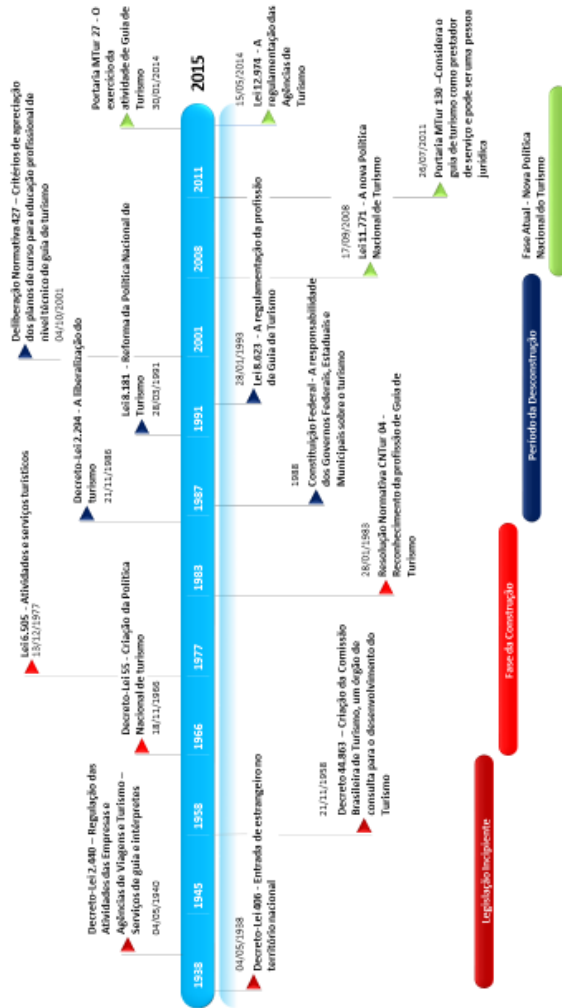 Decreto-Lei 2.440 – Regulação das
Atividades das Empresas e
Agências de Viagens e Turismo –
Serviços de guia e intérpretes
04/05/1940
Decreto-Lei 55 - Criação da Política
Nacional de turismo
18/11/1966
Lei 6.505 - Atividades e serviços turísticos
13/12/1977
Decreto-Lei 2.294 - A liberalização do
turismo
21/11/1986
Lei 8.181 - Reforma da Política Nacional de
Turismo
28/03/1991
Deliberação Normativa 427 – Critérios de apreciação
dos planos de curso para educação profissional de
nível técnico de guia de turismo
04/10/2001
Portaria MTur 27 - O
exercício da
atividade de Guia de
Turismo
30/01/2014
1938
1945
1958
1966
1977
1983
1987
1991
2001
2008
2011
2015
04/05/1938
Decreto-Lei 406 - Entrada de estrangeiro no
território nacional
21/11/1958
Decreto 44.863 – Criação da Comissão
Brasileira de Turismo, um órgão de
consulta para o desenvolvimento do
Turismo
28/01/1983
Resolução Normativa CNTur 04 -
Reconhecimento da profissão de Guia de
Turismo
1988
Constituição Federal - A responsabilidade
dos Governos Federais, Estaduais e
Municipais sobre o turismo
28/01/1993
Lei 8.623 - A regulamentação da profissão
de Guia de Turismo
17/09/2008
Lei 11.771 - A nova Política
Nacional de Turismo
26/07/2011
Portaria MTur 130 –Considera o
guia de turismo como prestador
de serviço e pode ser uma pessoa
jurídica
15/05/2014
Lei 12.974 - A
regulamentação das
Agências de
Turismo
Legislação Incipiente
Fase da Construção
Período da Desconstrução
Fase Atual - Nova Política
Nacional do Turismo